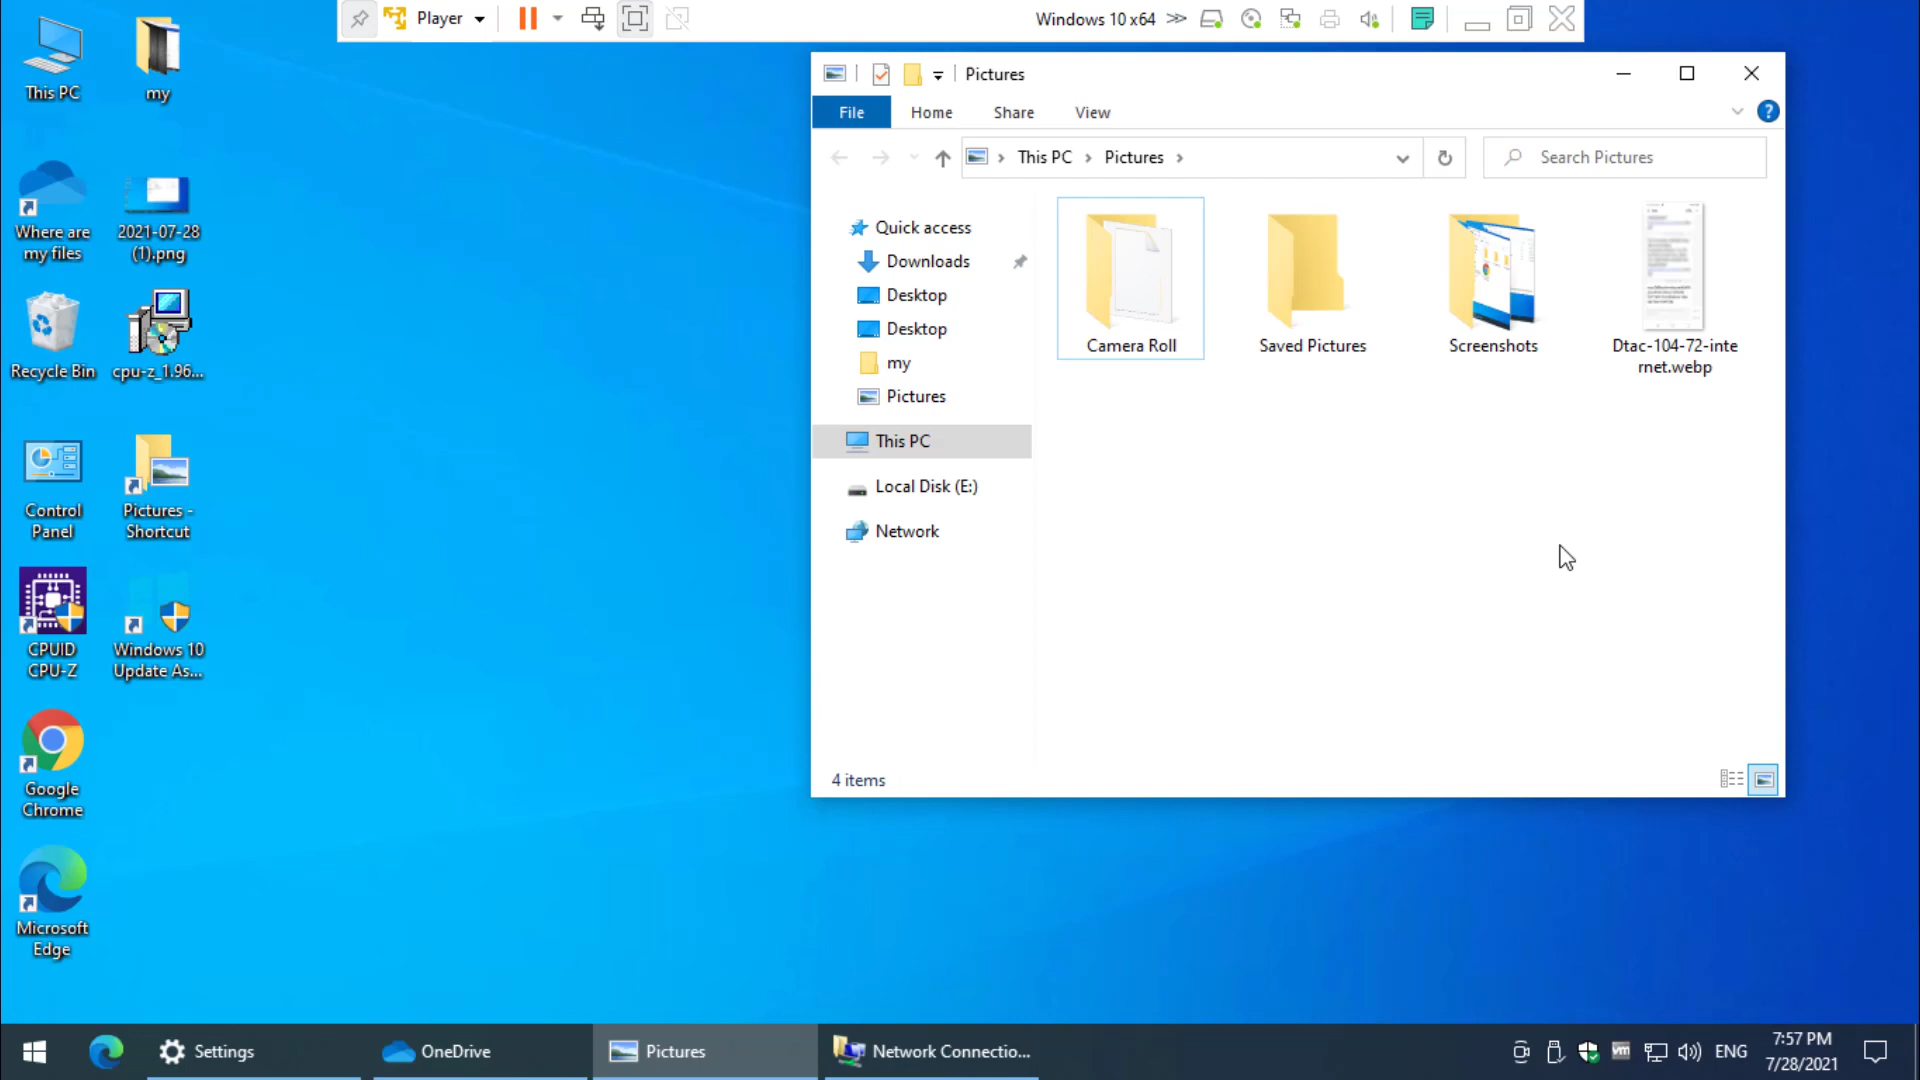 Player
Windows 10 x64
This PC
my
Where are
my files
2021-07-28
(1).png
Recycle Bin
cpu-z_1.96...
Control
Panel
Pictures -
Shortcut
CPUID
CPU-Z
Windows 10
Update As...
Google
Chrome
Microsoft
Edge
Pictures
File
Home
Share
View
This PC
Pictures
Search Pictures
Quick access
Downloads
Desktop
Desktop
my
Pictures
This PC
Local Disk (E:)
Network
Camera Roll
Saved Pictures
Screenshots
Dtac-104-72-inte
rnet.webp
4 items
Settings
OneDrive
Pictures
Network Connectio...
vm
ENG
7:57 PM
7/28/2021